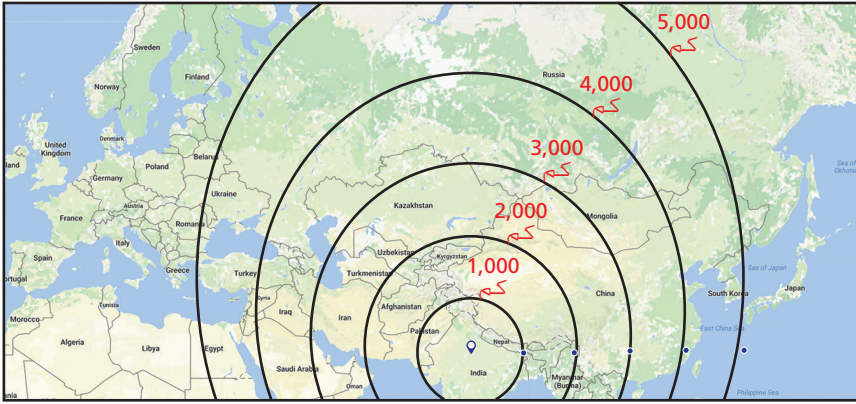 5,000
Sweden
Russia
Finland
4,000
Norway
United
Kingdom
Denmark
3,000
Belarus
Sea of
Okhotsk
Poland
Germany
Ukraine
Kazakhstan
2,000
Mongolia
Austria
France
Romania
Italy
Uzbekistan
Kyrgyzstan
1,000
Spain
Portugal
Greece
Turkey
Turkmenistan
Sea of Japan
South Korea
Japan
China
Tunisia
Syria
Iraq
Iran
Afghanistan
Morocco
East China Sea
Pakistan
Nepal
Algeria
Libya
Egypt
Saudi Arabia
India
Myanmar
(Burma)
Oman
Philippine Sea